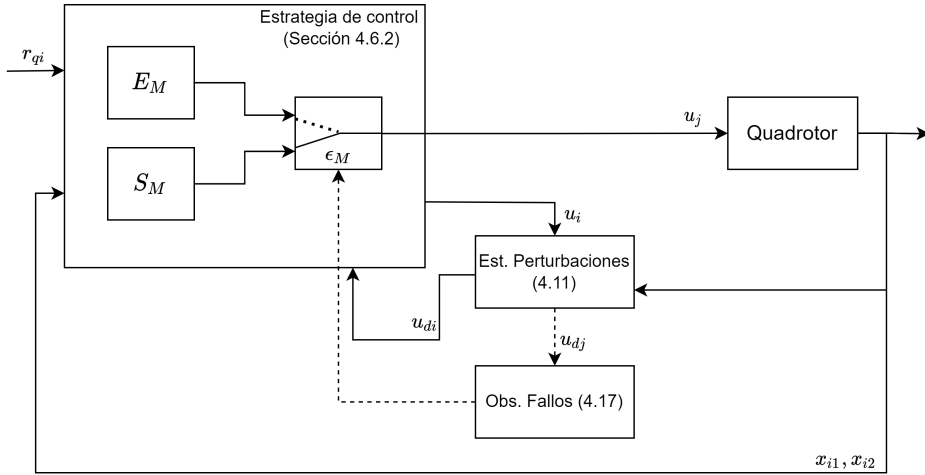 Estrategia de control
(Sección 4.6.2)
r_{qi}
E_M
S_M
ϵ_M
u_j
Quadrotor
u_i
Est. Perturbaciones
(4.11)
u_{di}
u_{dj}
Obs. Fallos (4.17)
x_{i1}, x_{i2}